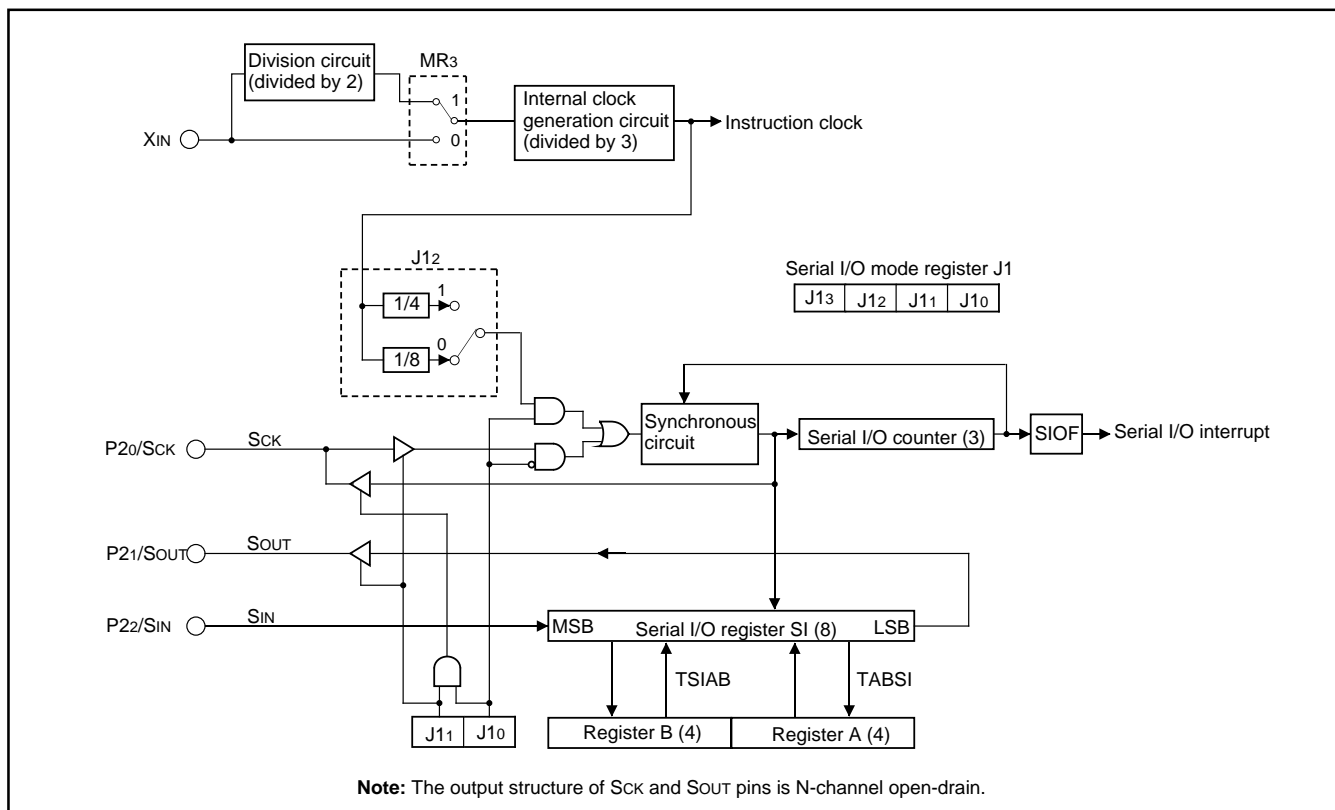 Division circuit
(divided by 2)
MR3
1
0
XIN
Internal clock
generation circuit
(divided by 3)
Instruction clock
J12
1/4
1
1/8
0
Serial I/O mode register J1
J13 J12 J11 J10
P20/SCK
SCK
Synchronous
circuit
Serial I/O counter (3)
SIOF
Serial I/O interrupt
P21/SOUT
SOUT
P22/SIN
SIN
MSB Serial I/O register SI (8) LSB
TSIAB
TABSI
J11 J10
Register B (4) Register A (4)
Note: The output structure of SCK and SOUT pins is N-channel open-drain.